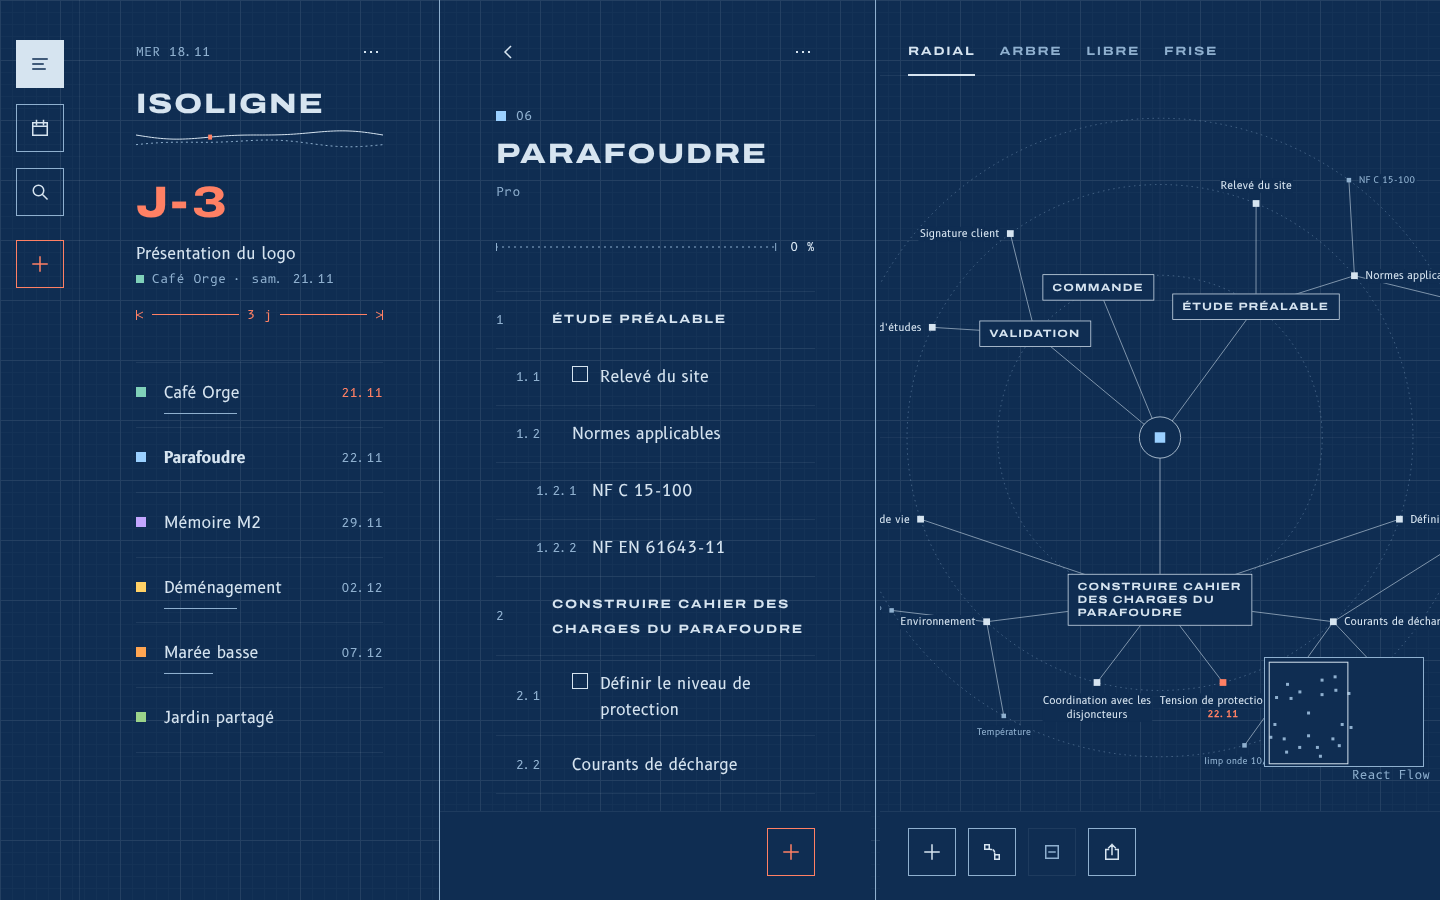 MER 18.11
ISOLIGNE
J-3
Présentation du logo
Café Orge · sam. 21.11
3 j
Café Orge 21.11
Parafoudre 22.11
Mémoire M2 29.11
Déménagement 02.12
Marée basse 07.12
Jardin partagé
06
PARAFOUDRE
Pro
0 %
1 ÉTUDE PRÉALABLE
1.1 Relevé du site
1.2 Normes applicables
1.2.1 NF C 15-100
1.2.2 NF EN 61643-11
2 CONSTRUIRE CAHIER DES
CHARGES DU PARAFOUDRE
2.1 Définir le niveau de
protection
2.2 Courants de décharge
RADIAL ARBRE LIBRE FRISE
Relevé du site
NF C 15-100
Signature client
Normes applica
COMMANDE
ÉTUDE PRÉALABLE
d'études
VALIDATION
de vie
Défini
CONSTRUIRE CAHIER
DES CHARGES DU
PARAFOUDRE
Environnement
Courants de déchar
Coordination avec les
disjoncteurs
Tension de protectio
22.11
Température
Iimp onde 10
React Flow